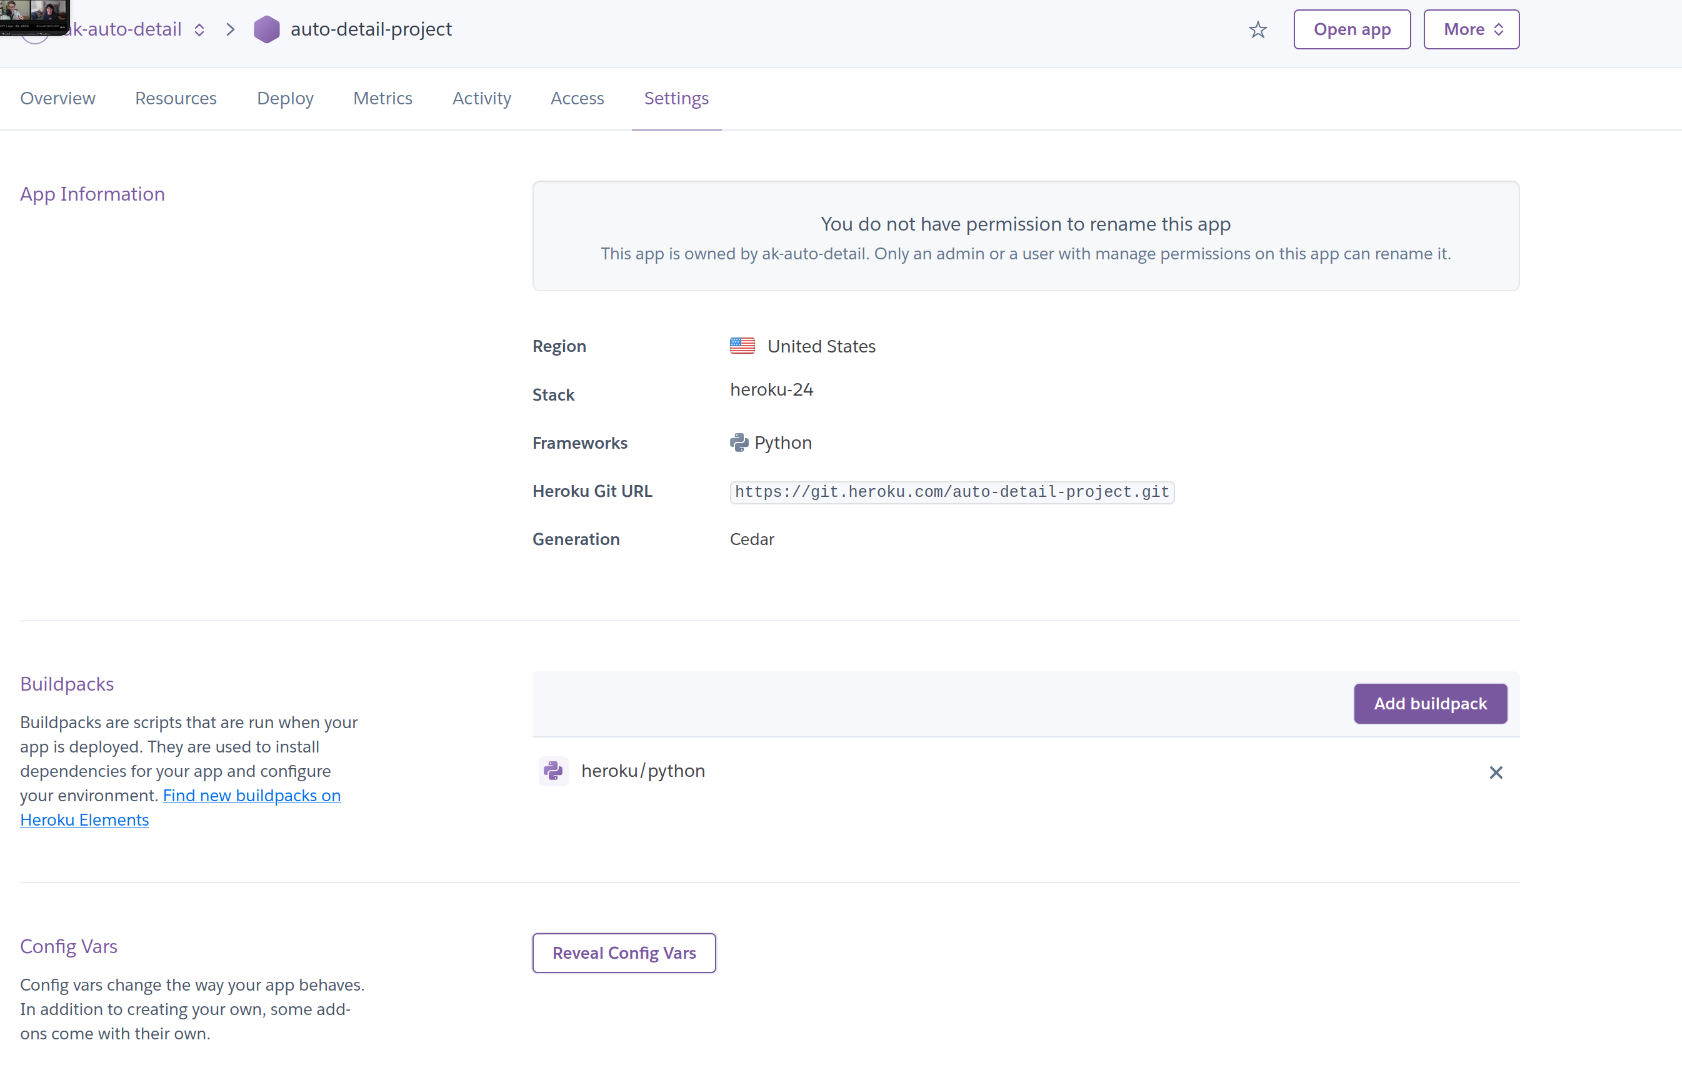 ak-auto-detail > auto-detail-project Open app More
Overview Resources Deploy Metrics Activity Access Settings
App Information
You do not have permission to rename this app
This app is owned by ak-auto-detail. Only an admin or a user with manage permissions on this app can rename it.
Region United States
Stack heroku-24
Frameworks Python
Heroku Git URL https://git.heroku.com/auto-detail-project.git
Generation Cedar
Buildpacks
Add buildpack
Buildpacks are scripts that are run when your
app is deployed. They are used to install
dependencies for your app and configure
your environment. Find new buildpacks on
Heroku Elements
heroku/python
Config Vars
Reveal Config Vars
Config vars change the way your app behaves.
In addition to creating your own, some add-
ons come with their own.